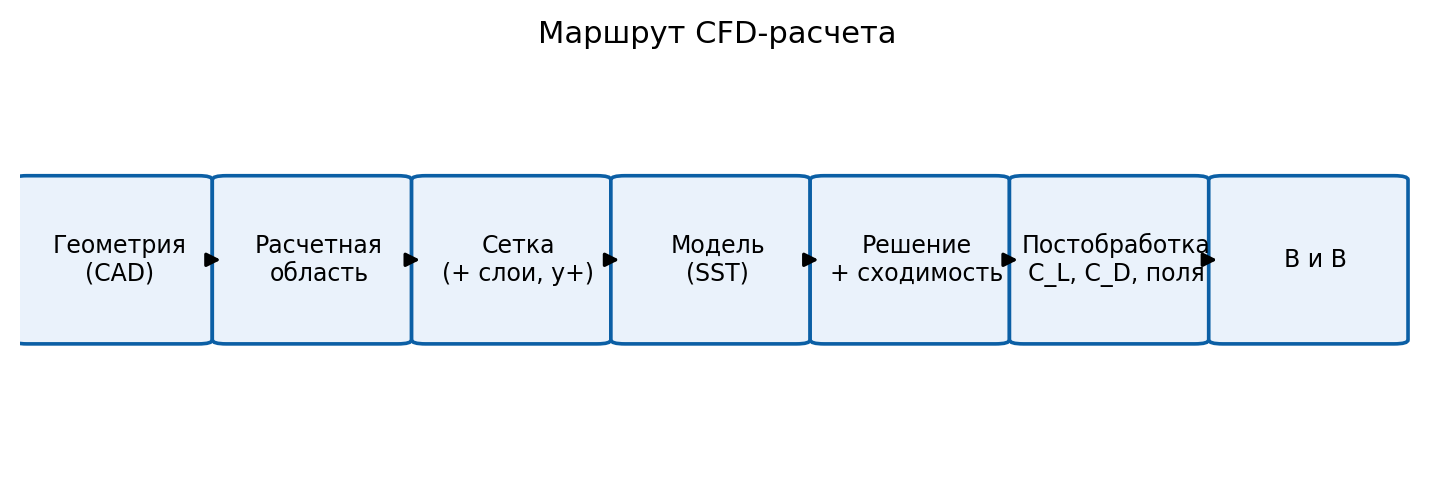 Маршрут CFD-расчета
Геометрия
(CAD)
Расчетная
область
Сетка
(+ слои, y+)
Модель
(SST)
Решение
+ сходимость
Постобработка
C_L, C_D, поля
В и В